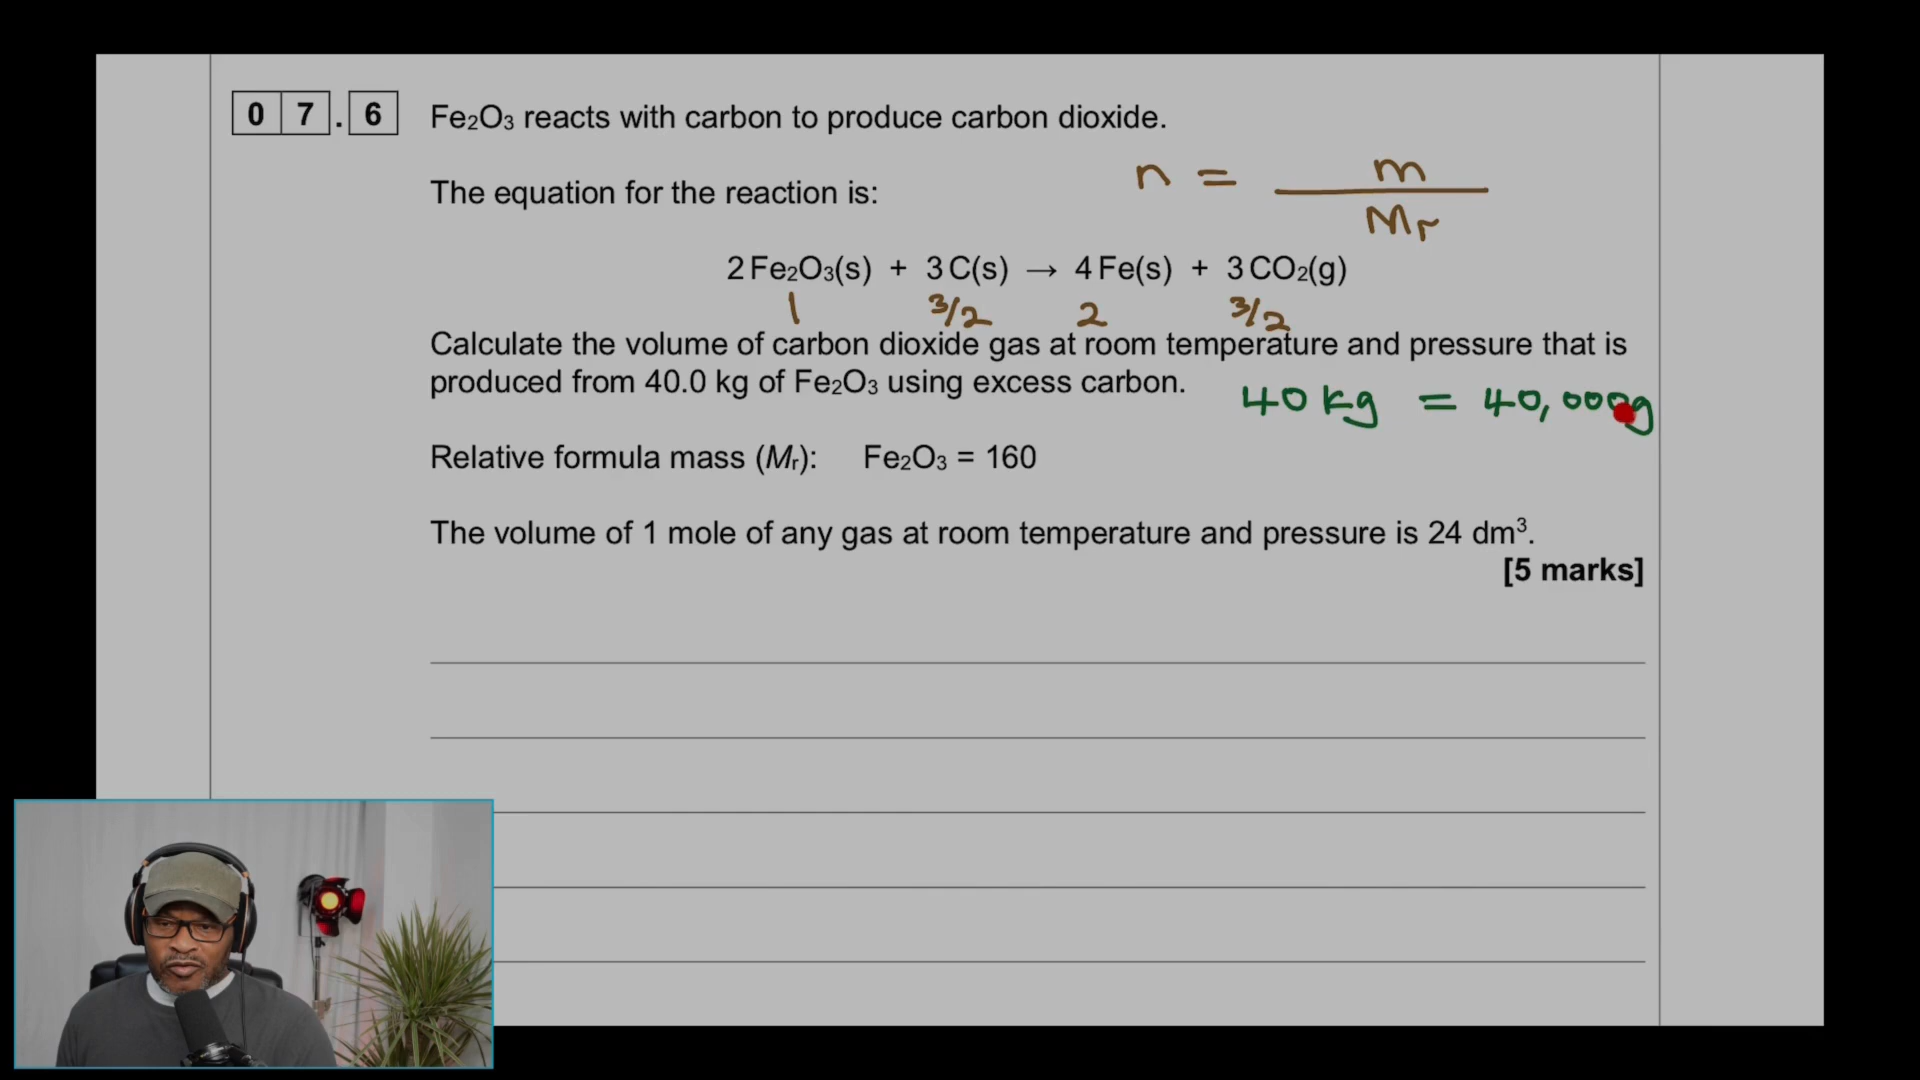 0 7 . 6 Fe₂O₃ reacts with carbon to produce carbon dioxide.
n = m / Mr
The equation for the reaction is:
2 Fe₂O₃(s) + 3 C(s) → 4 Fe(s) + 3 CO₂(g)
1 3/2 2 3/2
Calculate the volume of carbon dioxide gas at room temperature and pressure that is
produced from 40.0 kg of Fe₂O₃ using excess carbon.
40 kg = 40,000g
Relative formula mass (Mr): Fe₂O₃ = 160
The volume of 1 mole of any gas at room temperature and pressure is 24 dm³.
[5 marks]